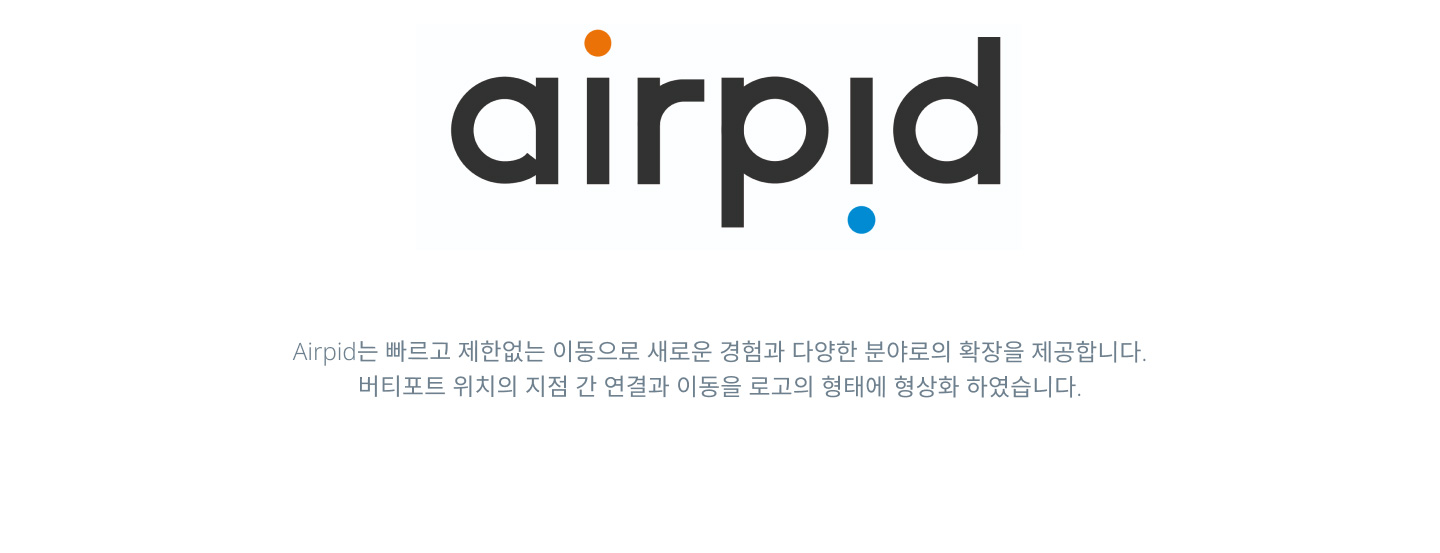 airpid
Airpid는 빠르고 제한없는 이동으로 새로운 경험과 다양한 분야로의 확장을 제공합니다.
버티포트 위치의 지점 간 연결과 이동을 로고의 형태에 형상화 하였습니다.